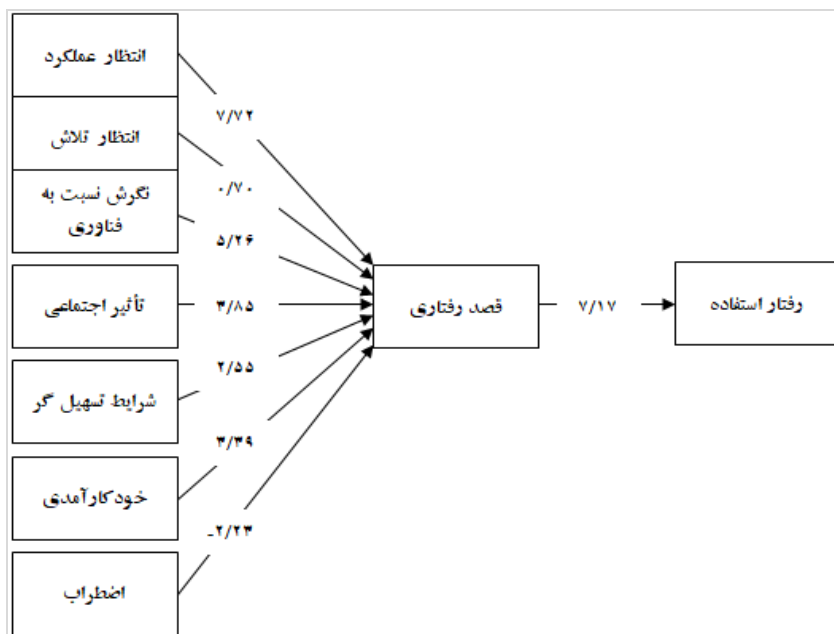 انتظار عملکرد
۷/۷۲
انتظار تلاش
۰/۷۰
نگرش نسبت به
فناوری
۵/۲۶
تأثیر اجتماعی
۳/۸۵
قصد رفتاری
۷/۱۷
رفتار استفاده
شرایط تسهیل گر
۲/۵۵
خودکارآمدی
۳/۳۹
اضطراب
-۲/۲۳